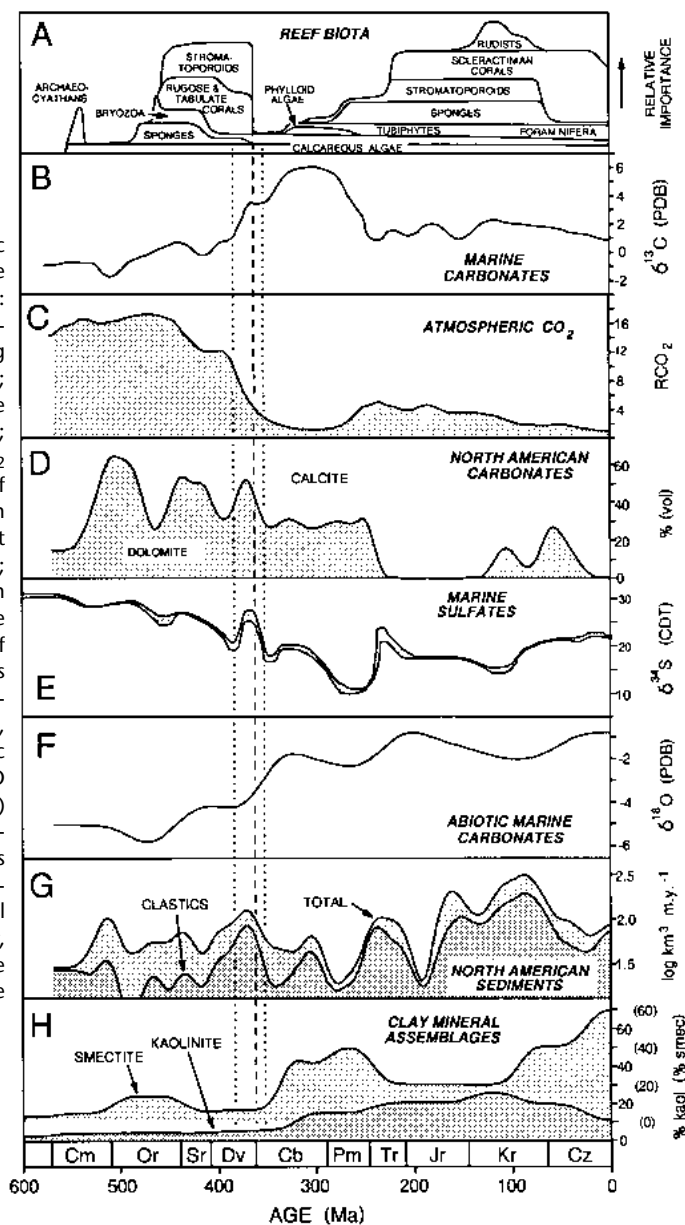 A
REEF BIOTA
ARCHAEO-
CYATHANS
BRYOZOA
STROMA-
TOPOROIDS
RUGOSE &
TABULATE
CORALS
SPONGES
PHYLLOID
ALGAE
RUDISTS
SCLERACTINIAN
CORALS
STROMATOPOROIDS
SPONGES
TUBIPHYTES
FORAMINIFERA
CALCAREOUS ALGAE
RELATIVE
IMPORTANCE
B
MARINE
CARBONATES
6
4
2
0
-2
δ¹³C (PDB)
C
ATMOSPHERIC CO₂
16
12
8
4
RCO₂
D
NORTH AMERICAN
CARBONATES
CALCITE
DOLOMITE
60
40
20
0
% (vol)
E
MARINE
SULFATES
30
20
10
δ³⁴S (CDT)
F
ABIOTIC MARINE
CARBONATES
-2
-4
-6
δ¹⁸O (PDB)
G
CLASTICS
TOTAL
NORTH AMERICAN
SEDIMENTS
2.5
2.0
1.5
log km³ m.y.⁻¹
H
CLAY MINERAL
ASSEMBLAGES
SMECTITE
KAOLINITE
(60)
60
(40)
40
(20)
20
(0)
0
% kaol (% smec)
Cm Or Sr Dv Cb Pm Tr Jr Kr Cz
600 500 400 300 200 100 0
AGE (Ma)